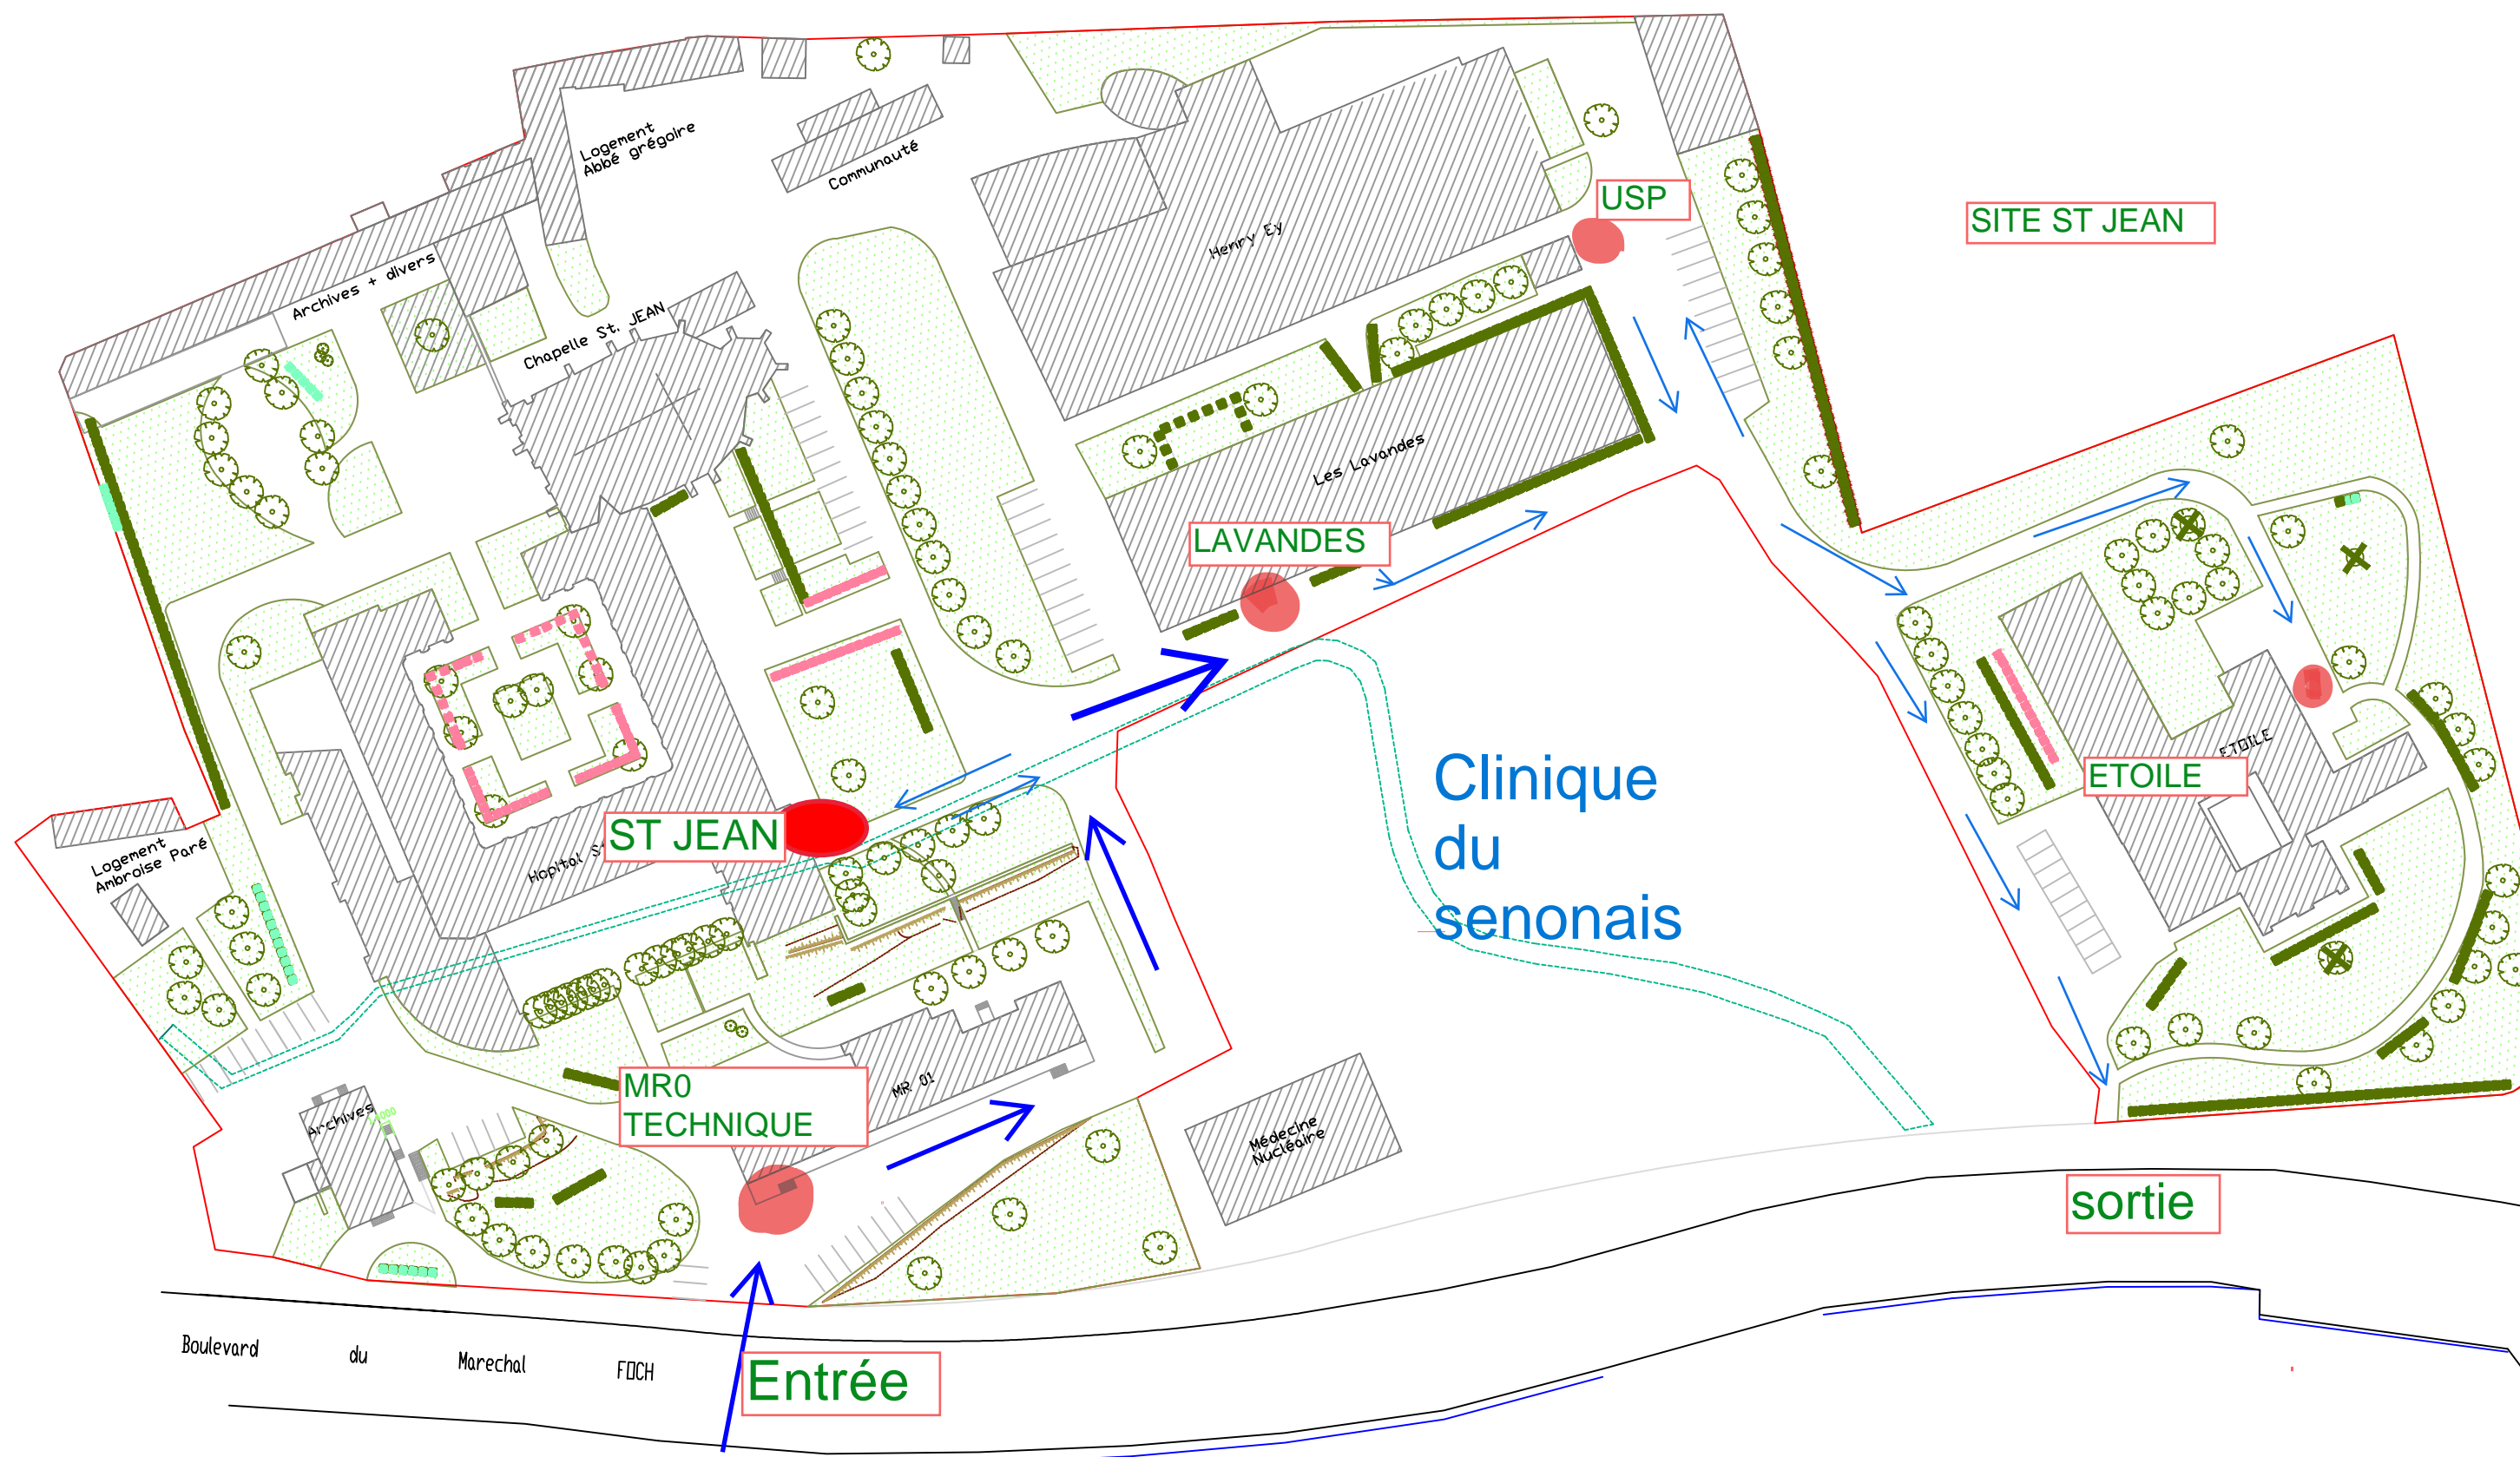 Logement
Abbé grégoire
Communauté
USP
SITE ST JEAN
Henry Ey
Archives + divers
Chapelle St. JEAN
Les Lavandes
LAVANDES
Clinique
du
senonais
ETOILE
ETOILE
ST JEAN
Hopital
Logement
Ambroise Paré
MR0
TECHNIQUE
MR 01
Archives
Médecine
Nucléaire
sortie
Boulevard du Marechal FOCH
Entrée